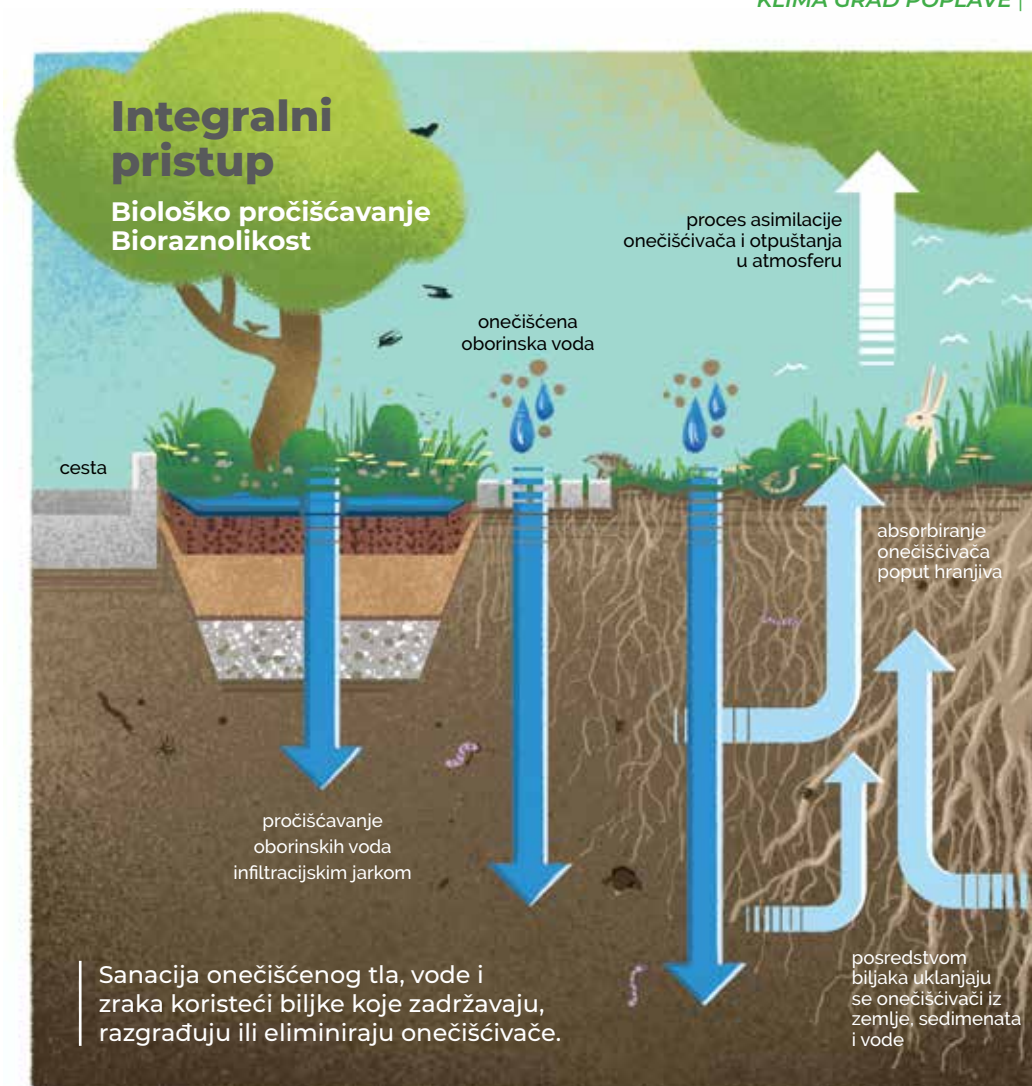 KLIMA GRAD POPLAVE |
Integralni
pristup
Biološko pročišćavanje
Bioraznolikost
proces asimilacije
onečišćivača i otpuštanja
u atmosferu
onečišćena
oborinska voda
cesta
absorbiranje
onečišćivača
poput hranjiva
pročišćavanje
oborinskih voda
infiltracijskim jarkom
Sanacija onečišćenog tla, vode i
zraka koristeći biljke koje zadržavaju,
razgrađuju ili eliminiraju onečišćivače.
posredstvom
biljaka uklanjaju
se onečišćivači iz
zemlje, sedimenata
i vode